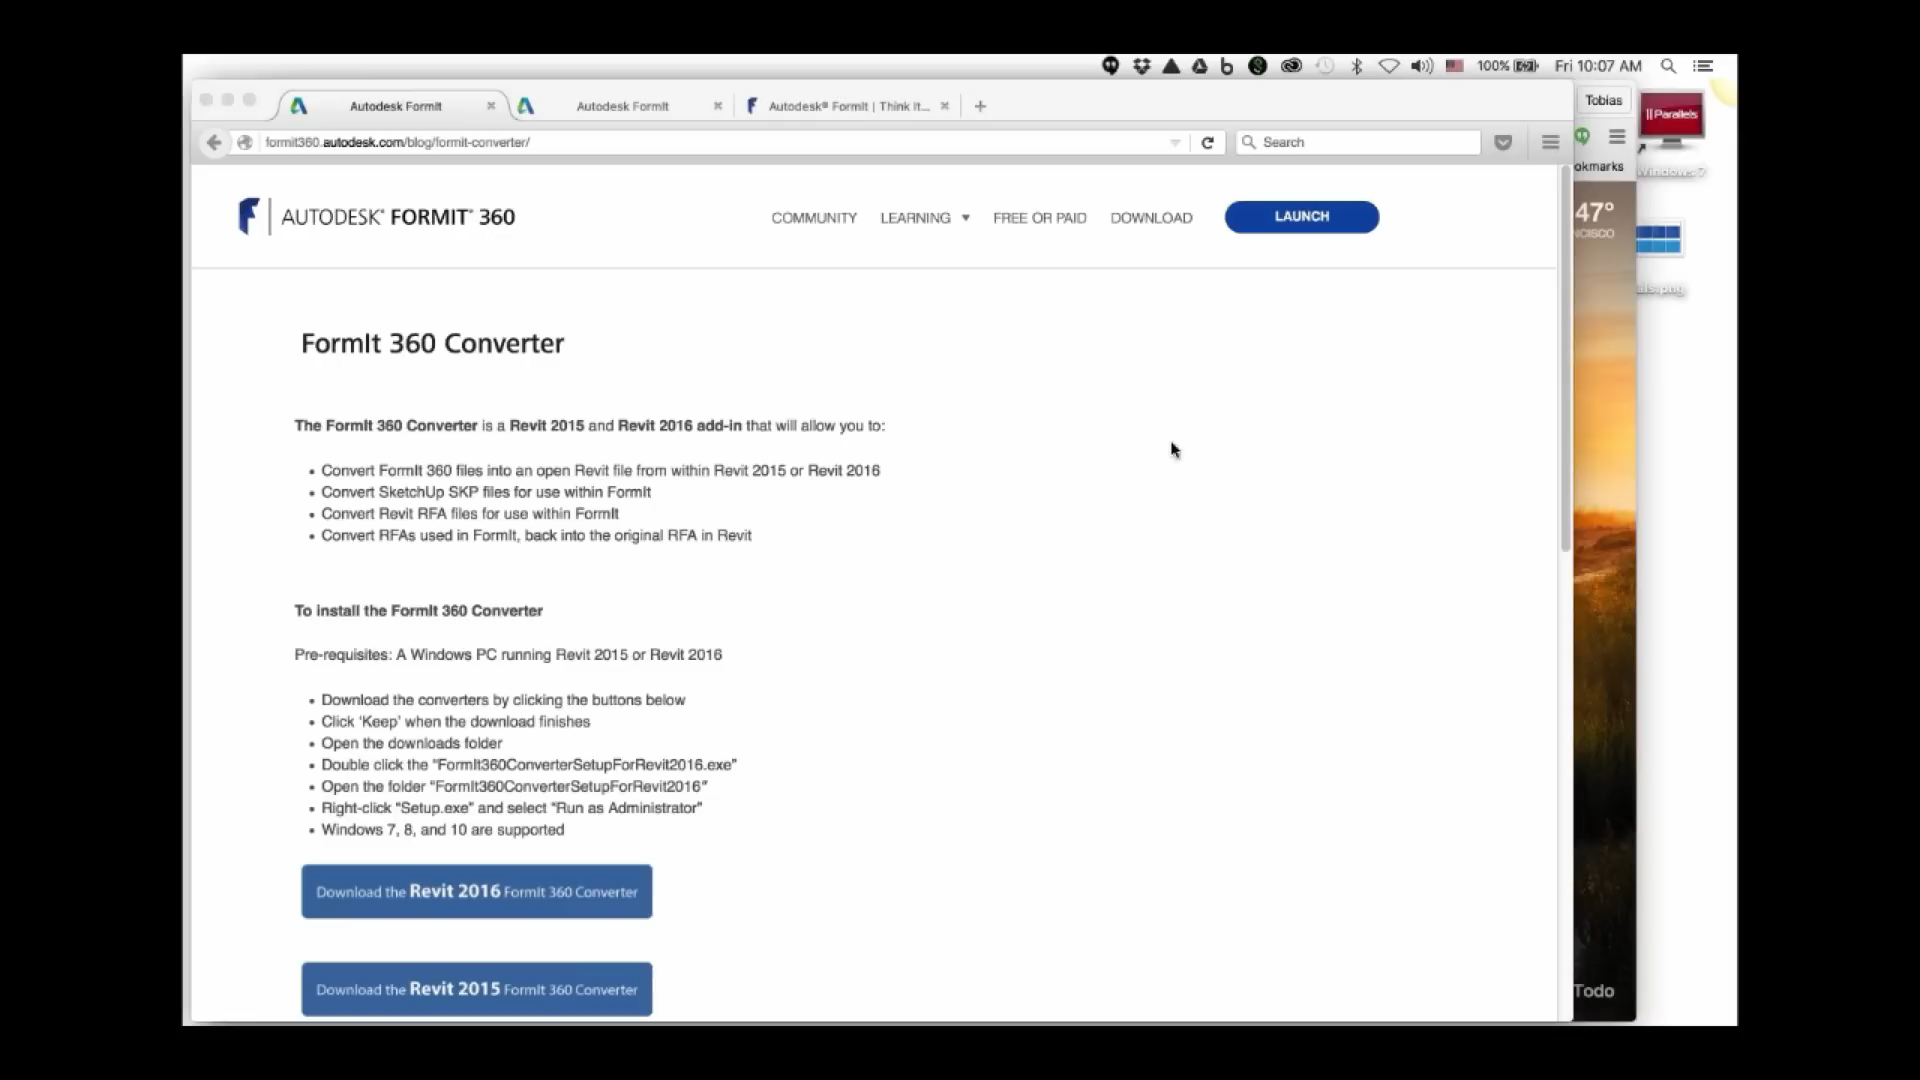 100% Fri 10:07 AM
Autodesk FormIt
Autodesk FormIt
Autodesk® FormIt | Think It...
Tobias
|| Parallels
formit360.autodesk.com/blog/formit-converter/
Search
okmarks
Windows 7
AUTODESK® FORMIT® 360
COMMUNITY LEARNING FREE OR PAID DOWNLOAD LAUNCH
47°
NCISCO
FormIt 360 Converter
The FormIt 360 Converter is a Revit 2015 and Revit 2016 add-in that will allow you to:
• Convert FormIt 360 files into an open Revit file from within Revit 2015 or Revit 2016
• Convert SketchUp SKP files for use within FormIt
• Convert Revit RFA files for use within FormIt
• Convert RFAs used in FormIt, back into the original RFA in Revit
To install the FormIt 360 Converter
Pre-requisites: A Windows PC running Revit 2015 or Revit 2016
• Download the converters by clicking the buttons below
• Click ‘Keep’ when the download finishes
• Open the downloads folder
• Double click the “FormIt360ConverterSetupForRevit2016.exe”
• Open the folder “FormIt360ConverterSetupForRevit2016”
• Right-click “Setup.exe” and select “Run as Administrator”
• Windows 7, 8, and 10 are supported
Download the Revit 2016 FormIt 360 Converter
Download the Revit 2015 FormIt 360 Converter
Todo